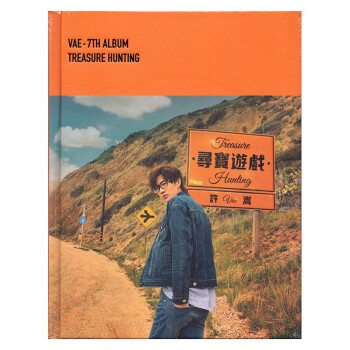 VAE - 7TH ALBUM
TREASURE HUNTING
Treasure
·尋寶遊戲·
Hunting
許 Vae 嵩